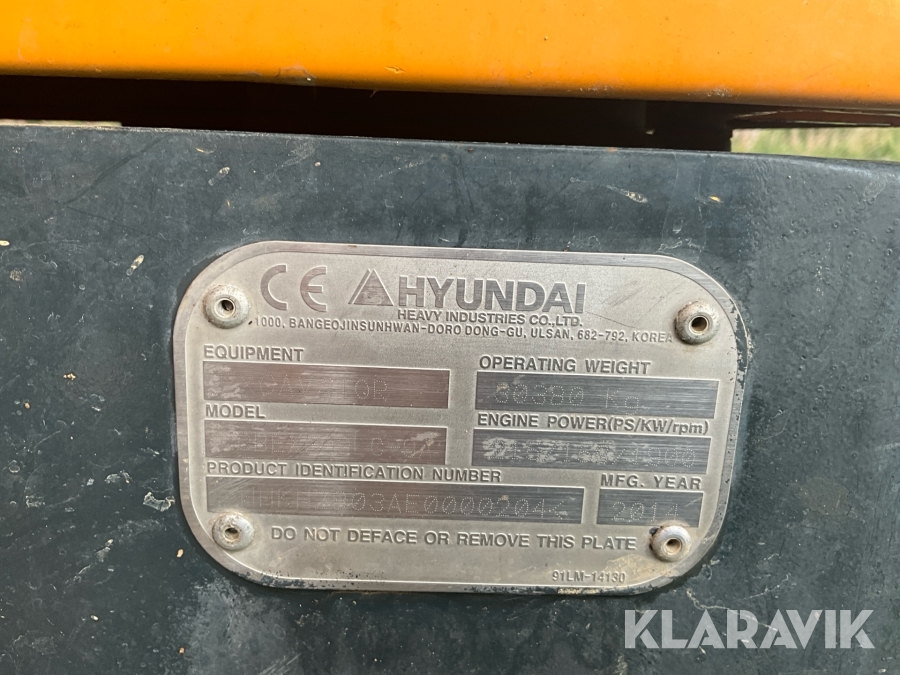 CE HYUNDAI
HEAVY INDUSTRIES CO.,LTD.
1000, BANGEOJINSUNHWAN-DORO DONG-GU, ULSAN, 682-792, KOREA
EQUIPMENT
OPERATING WEIGHT
30380 Kg
MODEL
ENGINE POWER(PS/KW/rpm)
PRODUCT IDENTIFICATION NUMBER
MFG. YEAR
2014
DO NOT DEFACE OR REMOVE THIS PLATE
91LM-14130
KLARAVIK